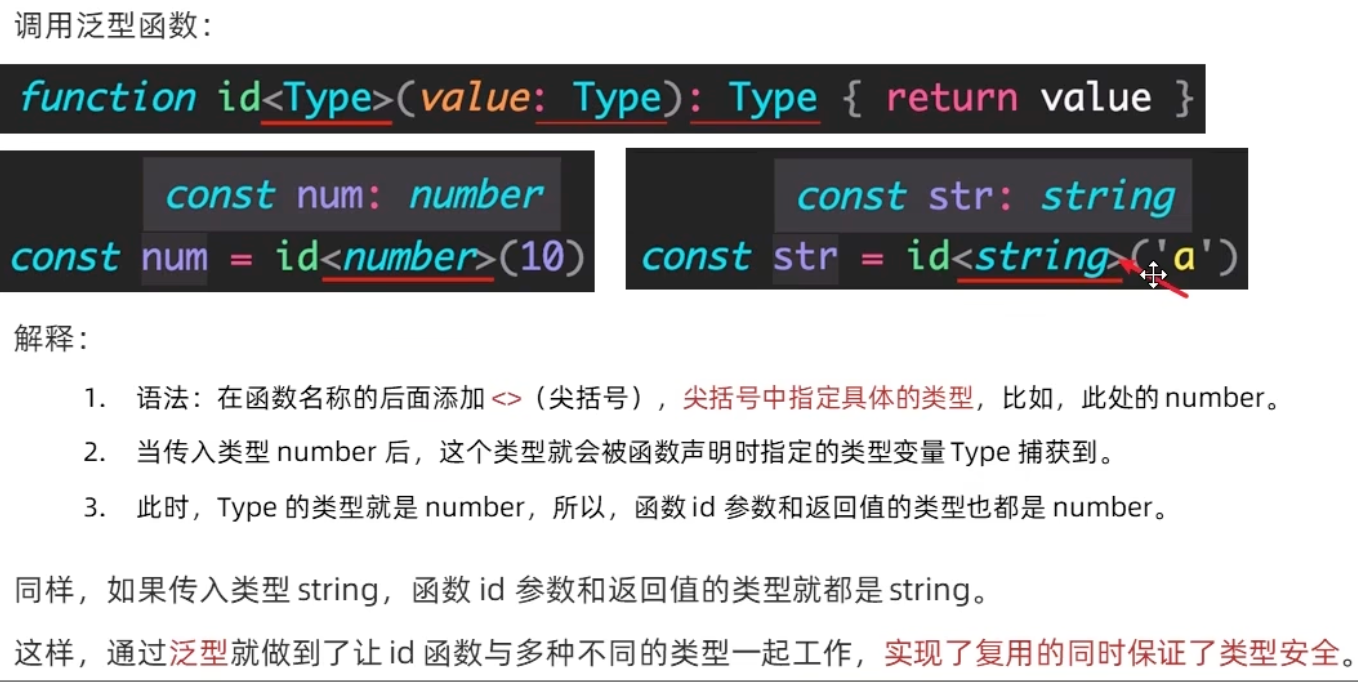 调用泛型函数：
function id<Type>(value: Type): Type { return value }
const num: number
const num = id<number>(10)
const str: string
const str = id<string>('a')
解释：
1. 语法：在函数名称的后面添加 <>（尖括号），尖括号中指定具体的类型，比如，此处的 number。
2. 当传入类型 number 后，这个类型就会被函数声明时指定的类型变量 Type 捕获到。
3. 此时，Type 的类型就是 number，所以，函数 id 参数和返回值的类型也都是 number。
同样，如果传入类型 string，函数 id 参数和返回值的类型就都是 string。
这样，通过泛型就做到了让 id 函数与多种不同的类型一起工作，实现了复用的同时保证了类型安全。